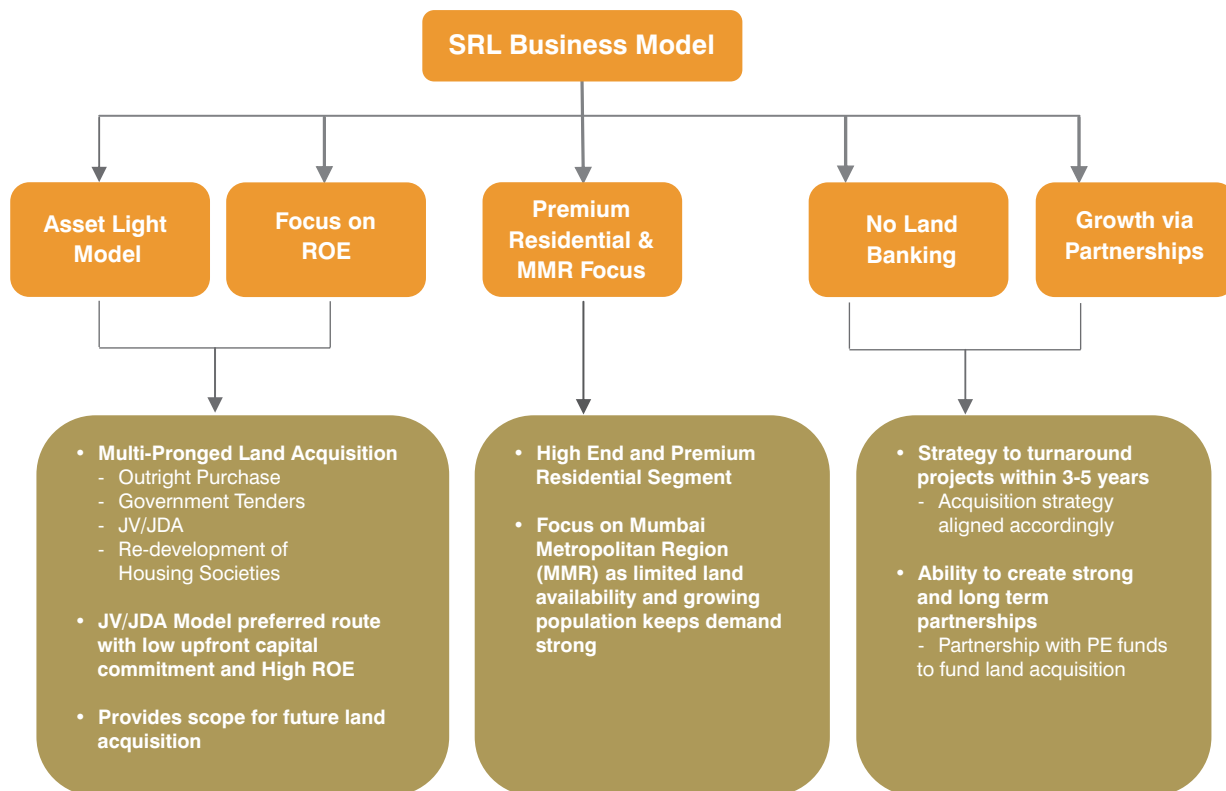 SRL Business Model
Asset Light
Model
Focus on
ROE
Premium
Residential &
MMR Focus
No Land
Banking
Growth via
Partnerships
• Multi-Pronged Land Acquisition
- Outright Purchase
- Government Tenders
- JV/JDA
- Re-development of
Housing Societies
• JV/JDA Model preferred route
with low upfront capital
commitment and High ROE
• Provides scope for future land
acquisition
• High End and Premium
Residential Segment
• Focus on Mumbai
Metropolitan Region
(MMR) as limited land
availability and growing
population keeps demand
strong
• Strategy to turnaround
projects within 3-5 years
- Acquisition strategy
aligned accordingly
• Ability to create strong
and long term
partnerships
- Partnership with PE funds
to fund land acquisition